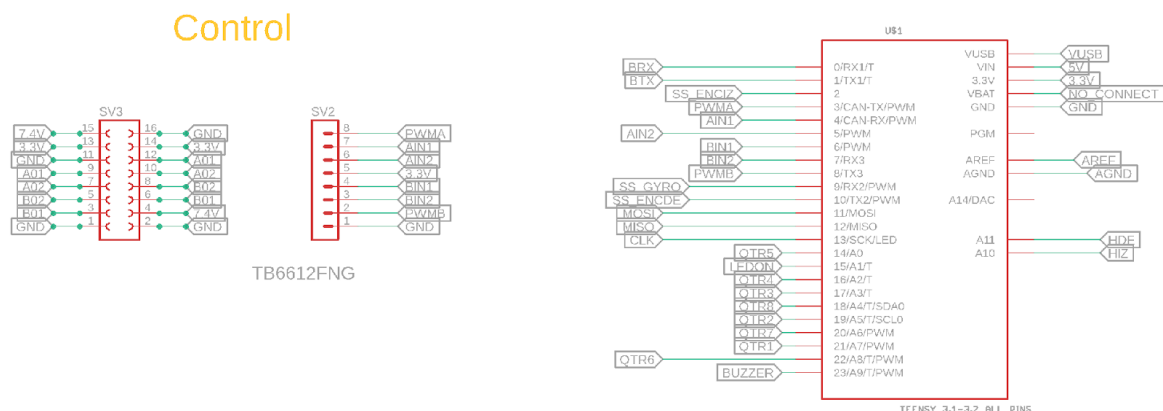 Control
SV3
7.4V 15 16 GND
3.3V 13 14 3.3V
GND 11 12 A01
A01 9 10 A02
A02 7 8 B02
B02 5 6 B01
B01 3 4 7.4V
GND 1 2 GND
SV2
8 PWMA
7 AIN1
6 AIN2
5 3.3V
4 BIN1
3 BIN2
2 PWMB
1 GND
TB6612FNG
U$1
VUSB VUSB
BRX 0/RX1/T VIN 5V
BTX 1/TX1/T 3.3V 3.3V
SS_ENCIZ 2 VBAT NO_CONNECT
PWMA 3/CAN-TX/PWM GND GND
AIN1 4/CAN-RX/PWM
AIN2 5/PWM PGM
BIN1 6/PWM
BIN2 7/RX3 AREF AREF
PWMB 8/TX3 AGND AGND
SS_GYRO 9/RX2/PWM
SS_ENCDE 10/TX2/PWM A14/DAC
MOSI 11/MOSI
MISO 12/MISO
CLK 13/SCK/LED A11 HDE
QTR5 14/A0 A10 HIZ
LEDON 15/A1/T
QTR4 16/A2/T
QTR3 17/A3/T
QTR8 18/A4/T/SDA0
QTR2 19/A5/T/SCL0
QTR7 20/A6/PWM
QTR1 21/A7/PWM
QTR6 22/A8/T/PWM
BUZZER 23/A9/T/PWM
TEENSY_3.1-3.2_ALL_PINS